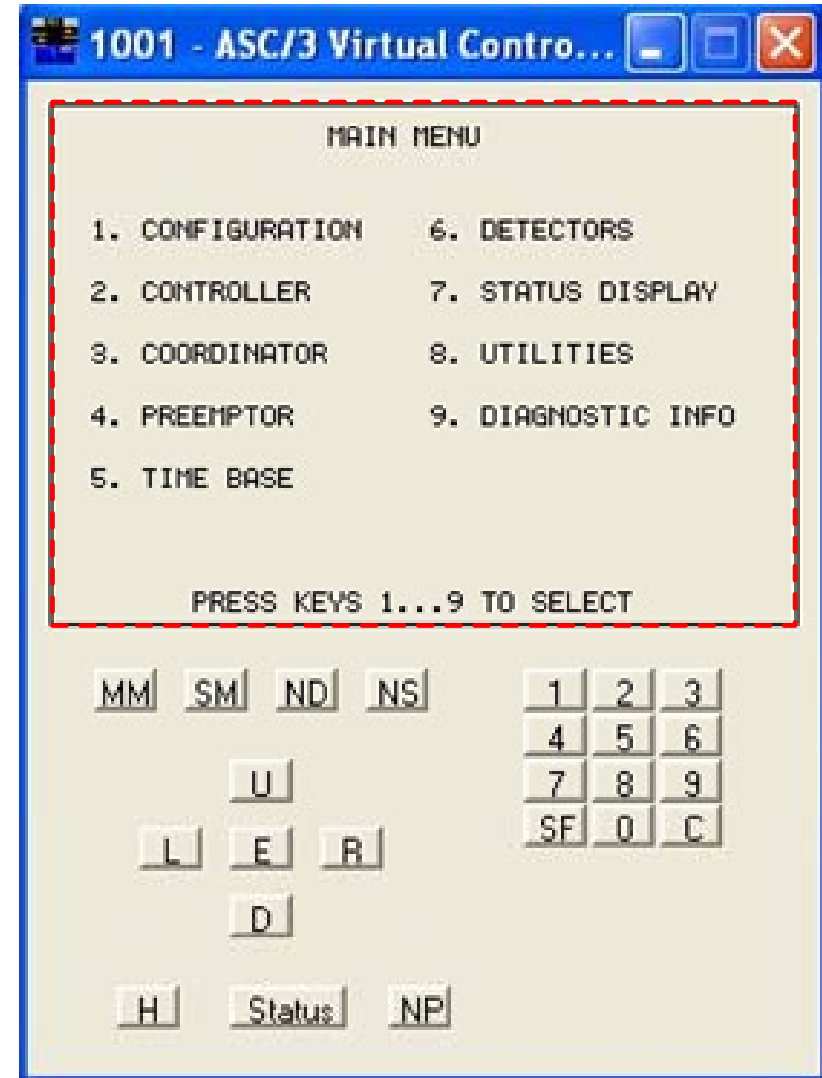 1001 - ASC/3 Virtual Contro...
MAIN MENU
1. CONFIGURATION 6. DETECTORS
2. CONTROLLER 7. STATUS DISPLAY
3. COORDINATOR 8. UTILITIES
4. PREEMPTOR 9. DIAGNOSTIC INFO
5. TIME BASE
PRESS KEYS 1...9 TO SELECT
MM SM ND NS 1 2 3
4 5 6
U 7 8 9
L E R SF 0 C
D
H Status NP